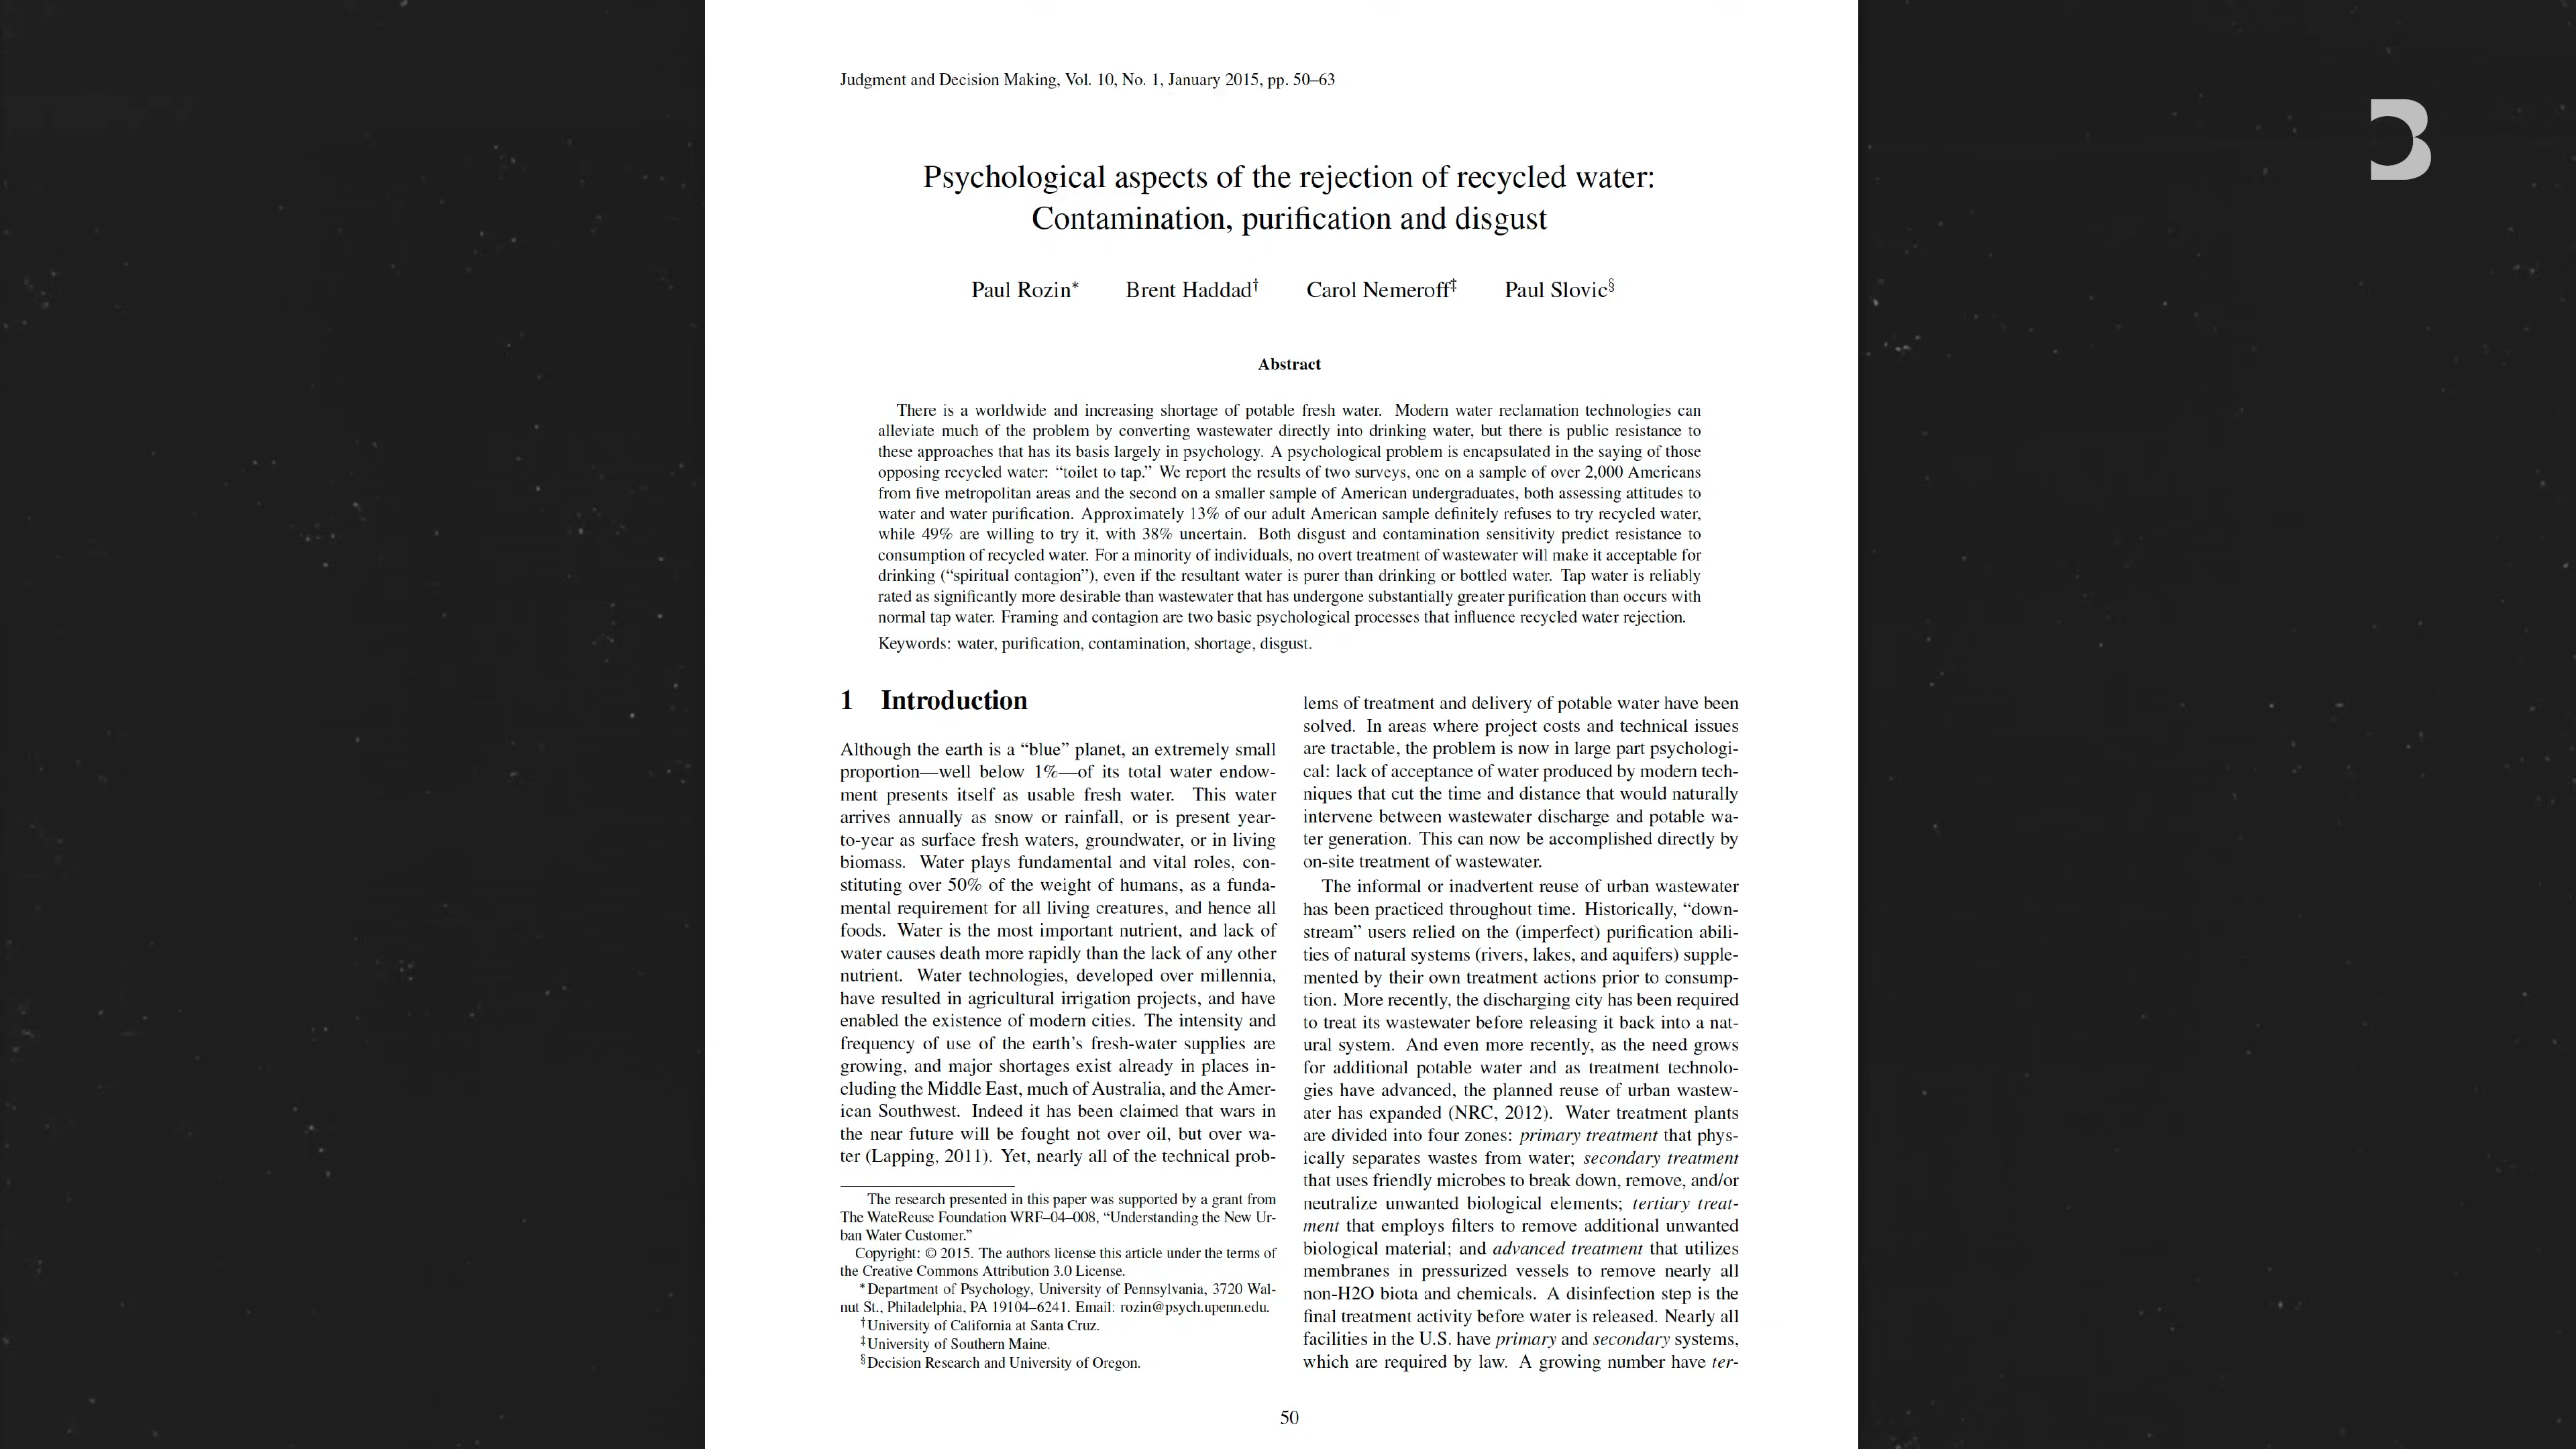 Judgment and Decision Making, Vol. 10, No. 1, January 2015, pp. 50–63
3
Psychological aspects of the rejection of recycled water:
Contamination, purification and disgust
Paul Rozin* Brent Haddad† Carol Nemeroff‡ Paul Slovic§
Abstract
There is a worldwide and increasing shortage of potable fresh water. Modern water reclamation technologies can
alleviate much of the problem by converting wastewater directly into drinking water, but there is public resistance to
these approaches that has its basis largely in psychology. A psychological problem is encapsulated in the saying of those
opposing recycled water: “toilet to tap.” We report the results of two surveys, one on a sample of over 2,000 Americans
from five metropolitan areas and the second on a smaller sample of American undergraduates, both assessing attitudes to
water and water purification. Approximately 13% of our adult American sample definitely refuses to try recycled water,
while 49% are willing to try it, with 38% uncertain. Both disgust and contamination sensitivity predict resistance to
consumption of recycled water. For a minority of individuals, no overt treatment of wastewater will make it acceptable for
drinking (“spiritual contagion”), even if the resultant water is purer than drinking or bottled water. Tap water is reliably
rated as significantly more desirable than wastewater that has undergone substantially greater purification than occurs with
normal tap water. Framing and contagion are two basic psychological processes that influence recycled water rejection.
Keywords: water, purification, contamination, shortage, disgust.
1 Introduction
Although the earth is a “blue” planet, an extremely small
proportion—well below 1%—of its total water endow-
ment presents itself as usable fresh water. This water
arrives annually as snow or rainfall, or is present year-
to-year as surface fresh waters, groundwater, or in living
biomass. Water plays fundamental and vital roles, con-
stituting over 50% of the weight of humans, as a funda-
mental requirement for all living creatures, and hence all
foods. Water is the most important nutrient, and lack of
water causes death more rapidly than the lack of any other
nutrient. Water technologies, developed over millennia,
have resulted in agricultural irrigation projects, and have
enabled the existence of modern cities. The intensity and
frequency of use of the earth’s fresh-water supplies are
growing, and major shortages exist already in places in-
cluding the Middle East, much of Australia, and the Amer-
ican Southwest. Indeed it has been claimed that wars in
the near future will be fought not over oil, but over wa-
ter (Lapping, 2011). Yet, nearly all of the technical prob-
The research presented in this paper was supported by a grant from
The WateReuse Foundation WRF–04–008, “Understanding the New Ur-
ban Water Customer.”
Copyright: © 2015. The authors license this article under the terms of
the Creative Commons Attribution 3.0 License.
*Department of Psychology, University of Pennsylvania, 3720 Wal-
nut St., Philadelphia, PA 19104–6241. Email: rozin@psych.upenn.edu.
†University of California at Santa Cruz.
‡University of Southern Maine.
§Decision Research and University of Oregon.
lems of treatment and delivery of potable water have been
solved. In areas where project costs and technical issues
are tractable, the problem is now in large part psychologi-
cal: lack of acceptance of water produced by modern tech-
niques that cut the time and distance that would naturally
intervene between wastewater discharge and potable wa-
ter generation. This can now be accomplished directly by
on-site treatment of wastewater.
The informal or inadvertent reuse of urban wastewater
has been practiced throughout time. Historically, “down-
stream” users relied on the (imperfect) purification abili-
ties of natural systems (rivers, lakes, and aquifers) supple-
mented by their own treatment actions prior to consump-
tion. More recently, the discharging city has been required
to treat its wastewater before releasing it back into a nat-
ural system. And even more recently, as the need grows
for additional potable water and as treatment technolo-
gies have advanced, the planned reuse of urban wastew-
ater has expanded (NRC, 2012). Water treatment plants
are divided into four zones: primary treatment that phys-
ically separates wastes from water; secondary treatment
that uses friendly microbes to break down, remove, and/or
neutralize unwanted biological elements; tertiary treat-
ment that employs filters to remove additional unwanted
biological material; and advanced treatment that utilizes
membranes in pressurized vessels to remove nearly all
non-H2O biota and chemicals. A disinfection step is the
final treatment activity before water is released. Nearly all
facilities in the U.S. have primary and secondary systems,
which are required by law. A growing number have ter-
50